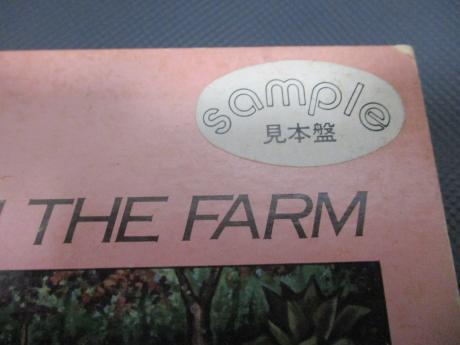 sample
見本盤
THE FARM